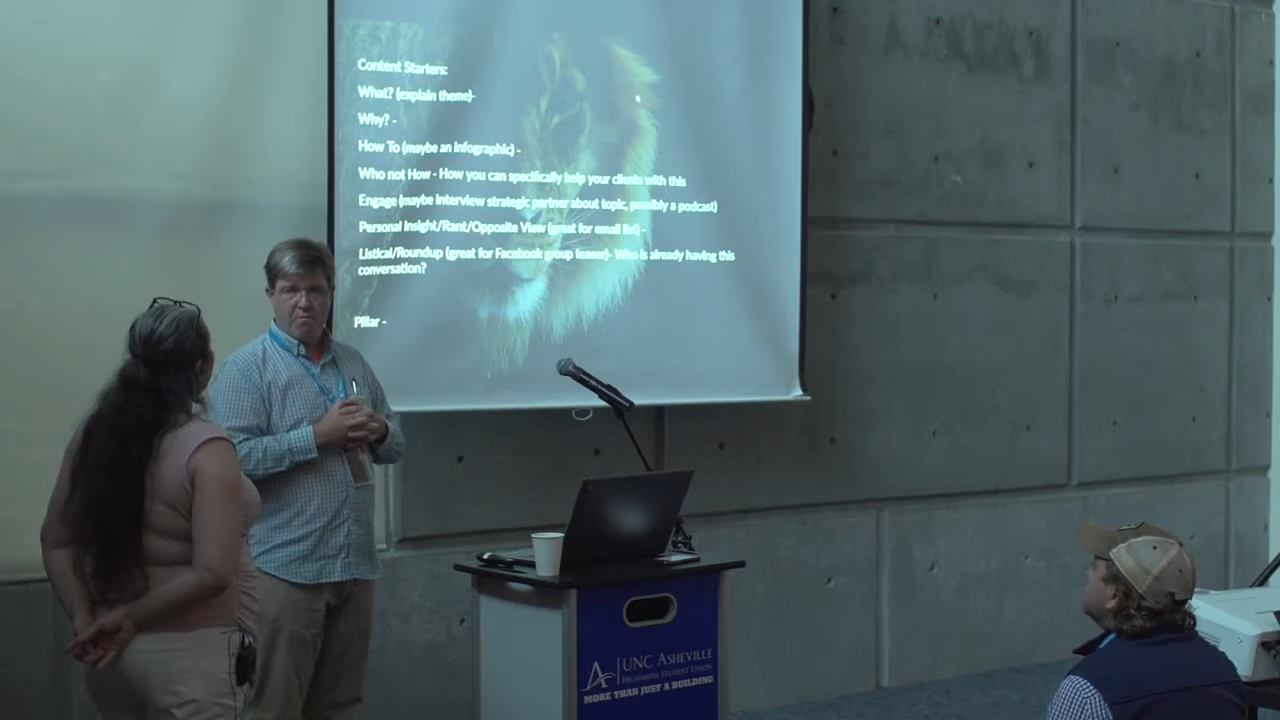 Content Starters:
What? (explain theme)-
Why? -
How To (maybe an infographic) -
Who not How - How you can specifically help your clients with this
Engage (maybe interview strategic partner about topic, possibly a podcast)
Personal Insight/Rant/Opposite View (great for email list) -
Listical/Roundup (great for Facebook group teaser)- Who is already having this
conversation?
Pillar -
UNC ASHEVILLE
HIGHSMITH STUDENT UNION
MORE THAN JUST A BUILDING